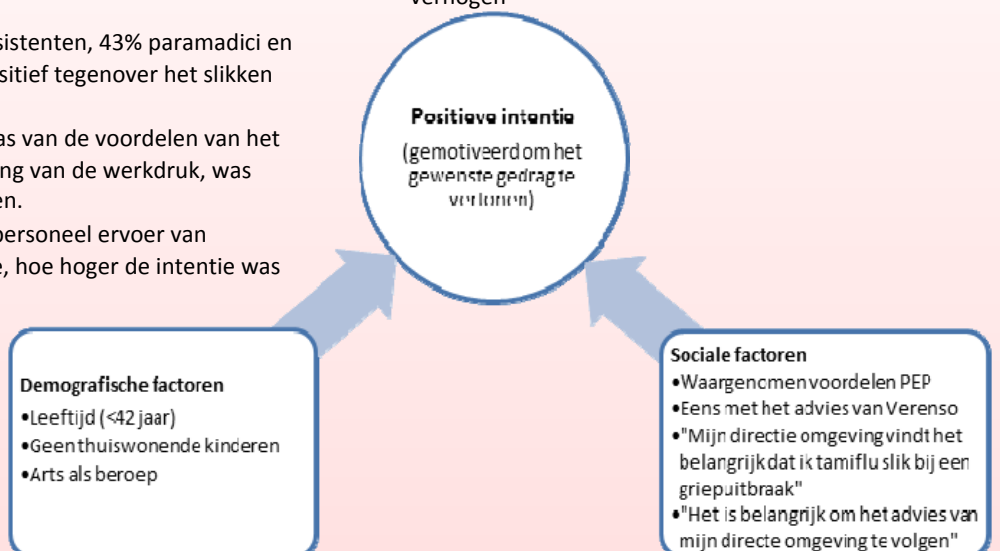 verhogen
sistenten, 43% paramadici en
sitief tegenover het slikken
as van de voordelen van het
ng van de werkdruk, was
en.
personeel ervoer van
e, hoe hoger de intentie was
Positieve intentie
(gemotiveerd om het
gewenste gedrag te
vertonen)
Demografische factoren
•Leeftijd (<42 jaar)
•Geen thuiswonende kinderen
•Arts als beroep
Sociale factoren
•Waargenomen voordelen PEP
•Eens met het advies van Verenso
•"Mijn directie omgeving vindt het
belangrijk dat ik tamiflu slik bij een
griepuitbraak"
•"Het is belangrijk om het advies van
mijn directe omgeving te volgen"